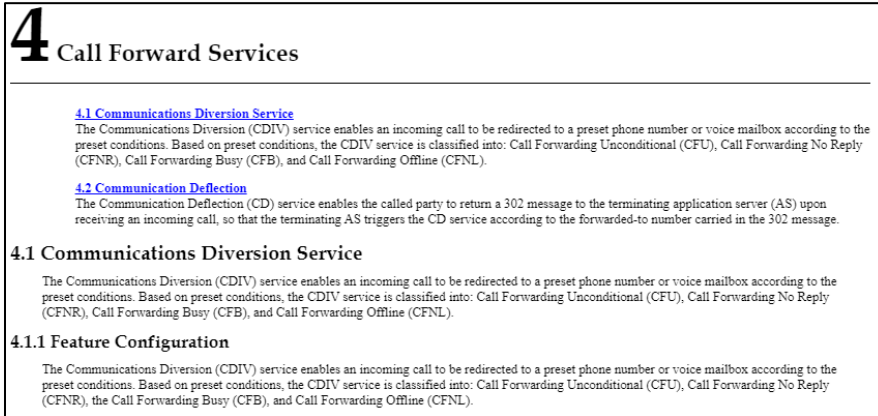 4 Call Forward Services
4.1 Communications Diversion Service
The Communications Diversion (CDIV) service enables an incoming call to be redirected to a preset phone number or voice mailbox according to the
preset conditions. Based on preset conditions, the CDIV service is classified into: Call Forwarding Unconditional (CFU), Call Forwarding No Reply
(CFNR), Call Forwarding Busy (CFB), and Call Forwarding Offline (CFNL).
4.2 Communication Deflection
The Communication Deflection (CD) service enables the called party to return a 302 message to the terminating application server (AS) upon
receiving an incoming call, so that the terminating AS triggers the CD service according to the forwarded-to number carried in the 302 message.
4.1 Communications Diversion Service
The Communications Diversion (CDIV) service enables an incoming call to be redirected to a preset phone number or voice mailbox according to the
preset conditions. Based on preset conditions, the CDIV service is classified into: Call Forwarding Unconditional (CFU), Call Forwarding No Reply
(CFNR), Call Forwarding Busy (CFB), and Call Forwarding Offline (CFNL).
4.1.1 Feature Configuration
The Communications Diversion (CDIV) service enables an incoming call to be redirected to a preset phone number or voice mailbox according to the
preset conditions. Based on preset conditions, the CDIV service is classified into: Call Forwarding Unconditional (CFU), Call Forwarding No Reply
(CFNR), the Call Forwarding Busy (CFB), and Call Forwarding Offline (CFNL).